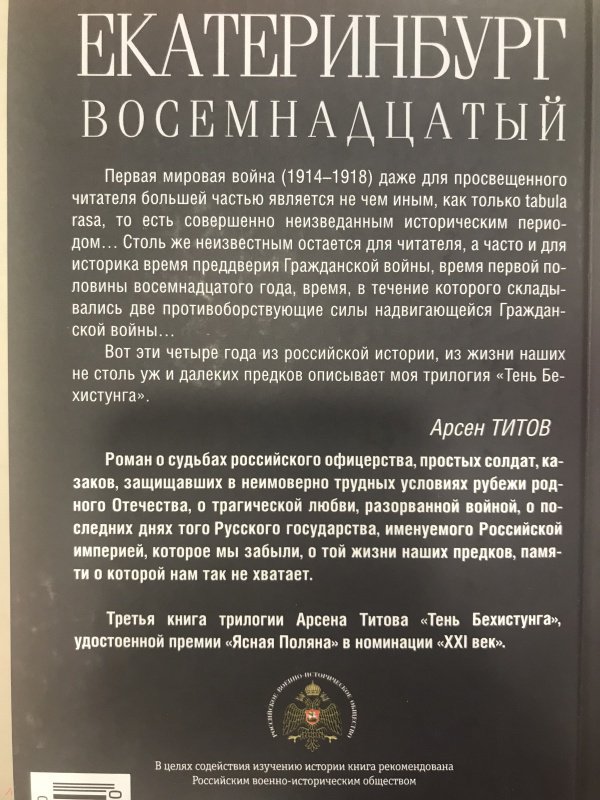 ЕКАТЕРИНБУРГ
ВОСЕМНАДЦАТЫЙ
Первая мировая война (1914–1918) даже для просвещенного
читателя большей частью является не чем иным, как только tabula
rasa, то есть совершенно неизведанным историческим перио-
дом... Столь же неизвестным остается для читателя, а часто и для
историка время преддверия Гражданской войны, время первой по-
ловины восемнадцатого года, время, в течение которого склады-
вались две противоборствующие силы надвигающейся Граждан-
ской войны...
Вот эти четыре года из российской истории, из жизни наших
не столь уж и далеких предков описывает моя трилогия «Тень Бе-
хистунга».
Арсен ТИТОВ
Роман о судьбах российского офицерства, простых солдат, ка-
заков, защищавших в неимоверно трудных условиях рубежи род-
ного Отечества, о трагической любви, разорванной войной, о по-
следних днях того Русского государства, именуемого Российской
империей, которое мы забыли, о той жизни наших предков, памя-
ти о которой нам так не хватает.
Третья книга трилогии Арсена Титова «Тень Бехистунга»,
удостоенной премии «Ясная Поляна» в номинации «XXI век».
РОССИЙСКОЕ ВОЕННО-ИСТОРИЧЕСКОЕ ОБЩЕСТВО
В целях содействия изучению истории книга рекомендована
Российским военно-историческим обществом